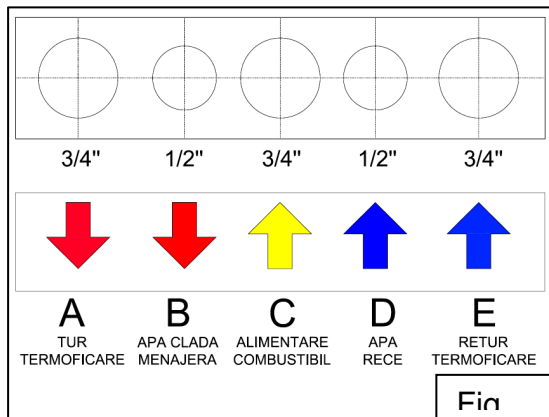 3/4" 1/2" 3/4" 1/2" 3/4"
A B C D E
TUR TERMOFICARE
APA CLADA MENAJERA
ALIMENTARE COMBUSTIBIL
APA RECE
RETUR TERMOFICARE
Fig